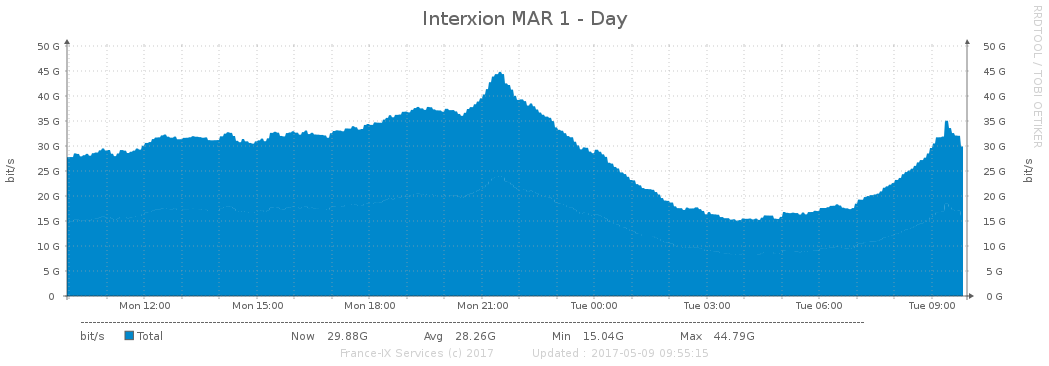 Interxion MAR 1 - Day
RRDTOOL / TOBI OETIKER
50 G 50 G
45 G 45 G
40 G 40 G
35 G 35 G
30 G 30 G
25 G 25 G
20 G 20 G
15 G 15 G
10 G 10 G
5 G 5 G
0 0 G
bit/s
bit/s
Mon 12:00 Mon 15:00 Mon 18:00 Mon 21:00 Tue 00:00 Tue 03:00 Tue 06:00 Tue 09:00
bit/s Total Now 29.88G Avg 28.26G Min 15.04G Max 44.79G
France-IX Services (c) 2017 Updated : 2017-05-09 09:55:15